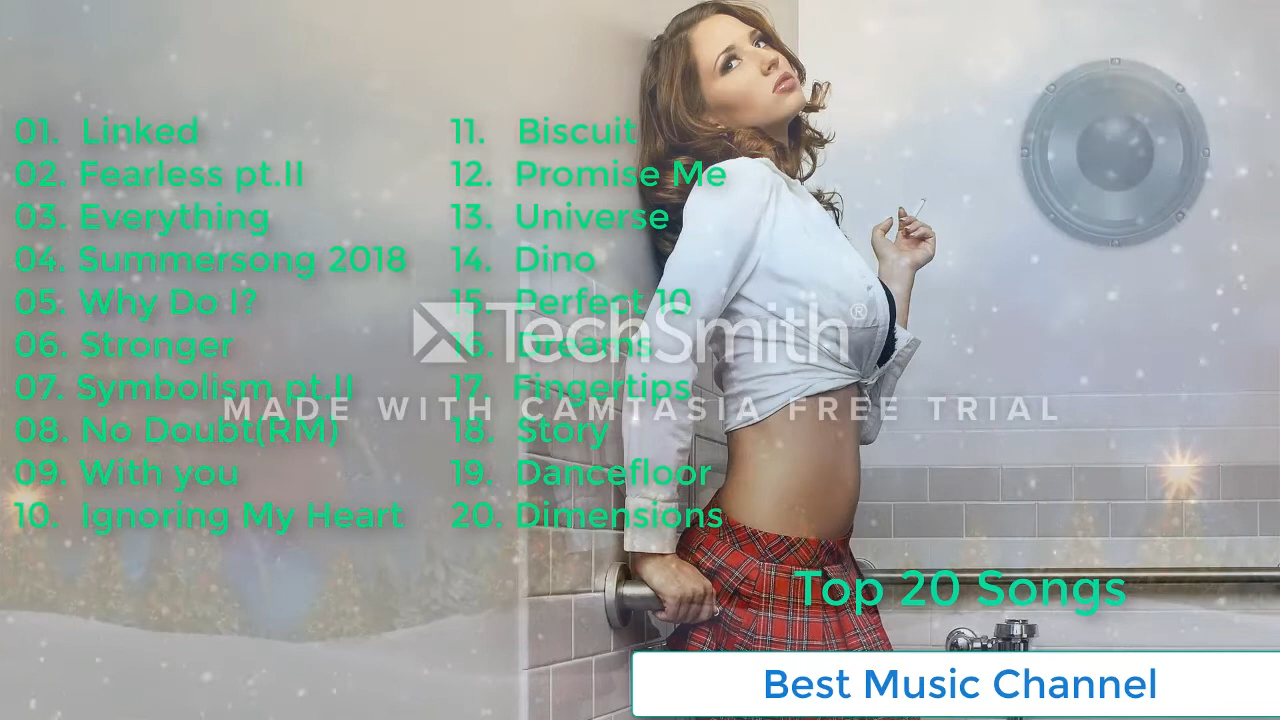 01. Linked
02. Fearless pt.II
03. Everything
04. Summersong 2018
05. Why Do I?
06. Stronger
07. Symbolism pt.II
08. No Doubt(RM)
09. With you
10. Ignoring My Heart
11. Biscuit
12. Promise Me
13. Universe
14. Dino
15. Perfect 10
16. Dreams
17. Fingertips
18. Story
19. Dancefloor
20. Dimensions
TechSmith®
MADE WITH CAMTASIA FREE TRIAL
Top 20 Songs
Best Music Channel